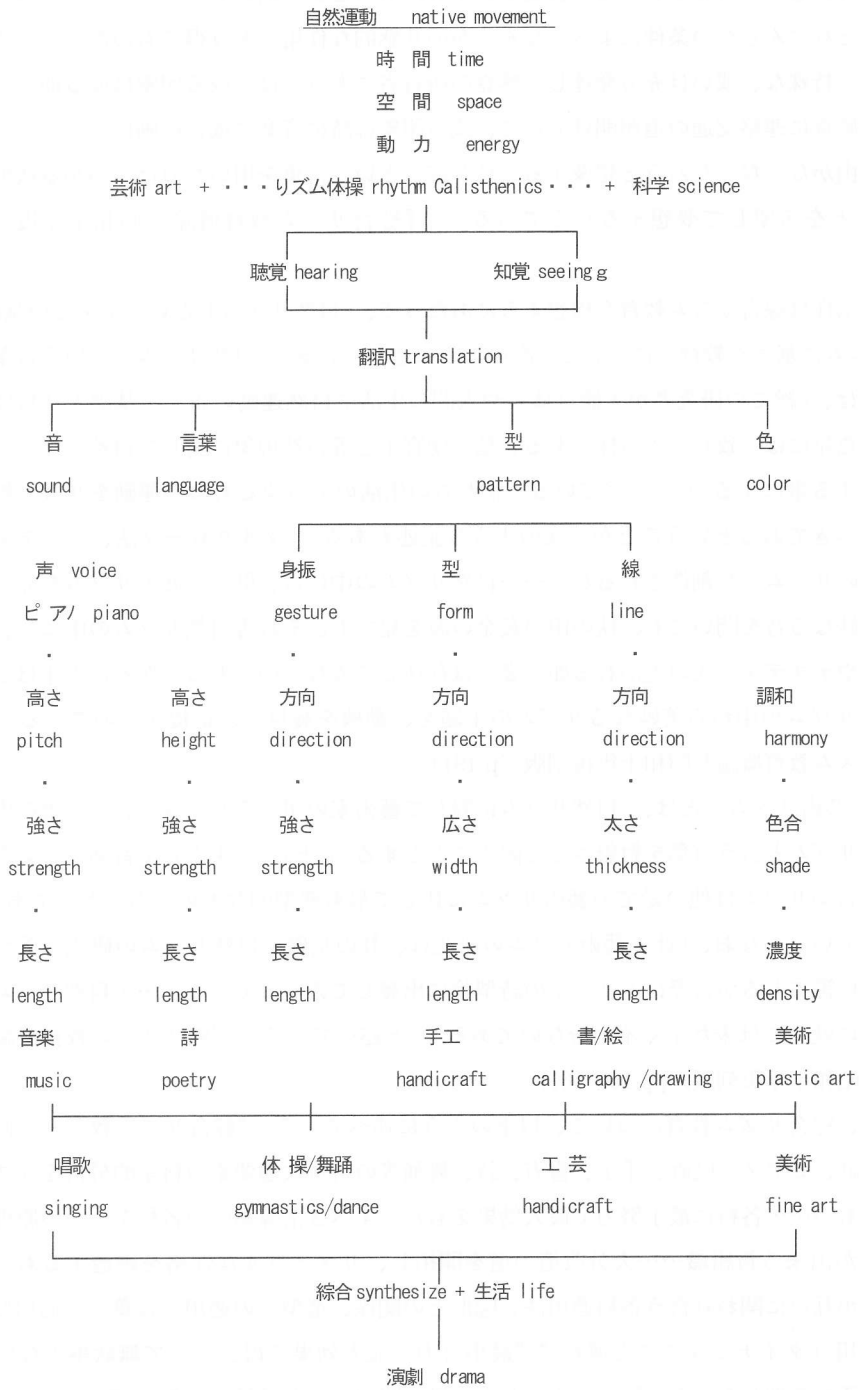 自然運動 native movement
時 間 time
空 間 space
動 力 energy
芸術 art + ・・・リズム体操 rhythm Calisthenics・・・ + 科学 science
聴覚 hearing 知覚 seeingｇ
翻訳 translation
音 言葉 型 色
sound language pattern color
声 voice 身振 型 線
ピ アノ piano gesture form line
・ ・ ・ ・
高さ 高さ 方向 方向 方向 調和
pitch height direction direction direction harmony
・ ・ ・ ・ ・ ・
強さ 強さ 強さ 広さ 太さ 色合
strength strength strength width thickness shade
・ ・ ・ ・ ・ ・
長さ 長さ 長さ 長さ 長さ 濃度
length length length length length density
音楽 詩 手工 書/絵 美術
music poetry handicraft calligraphy /drawing plastic art
唱歌 体 操/舞踊 工 芸 美術
singing gymnastics/dance handicraft fine art
綜合 synthesize + 生活 life
演劇 drama